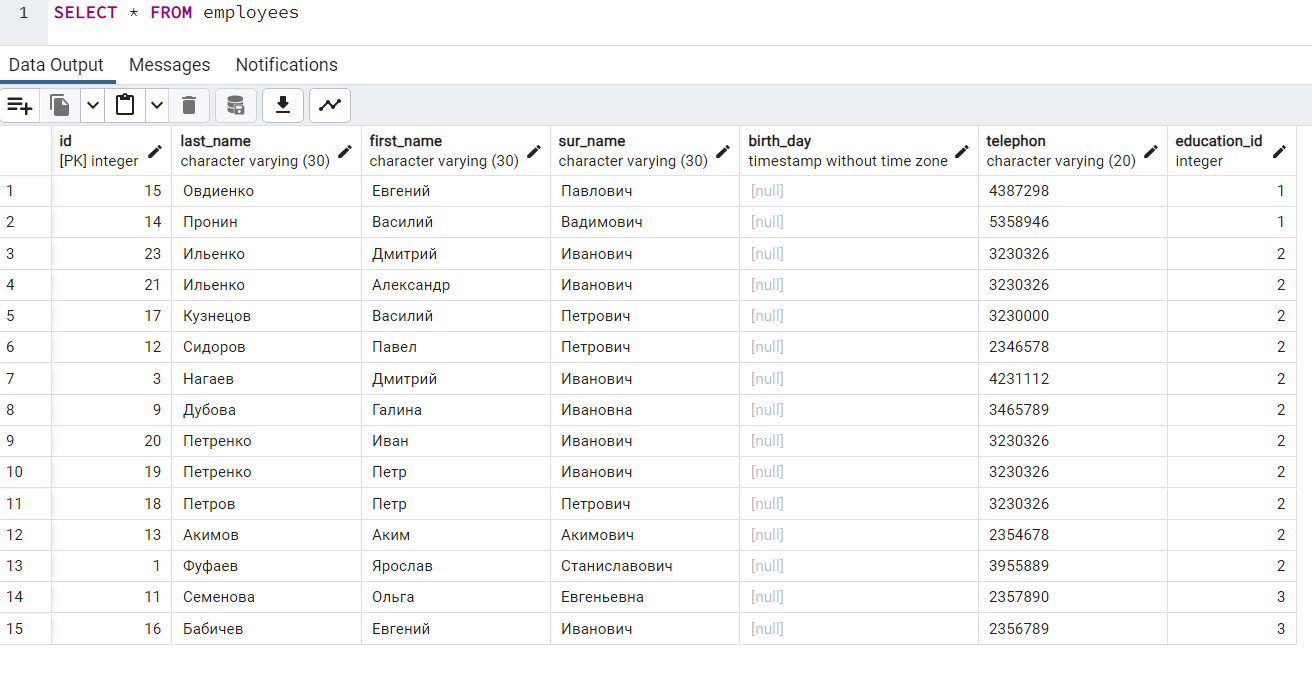 1 SELECT * FROM employees
Data Output Messages Notifications
id last_name first_name sur_name birth_day telephon education_id
[PK] integer character varying (30) character varying (30) character varying (30) timestamp without time zone character varying (20) integer
1 15 Овдиенко Евгений Павлович [null] 4387298 1
2 14 Пронин Василий Вадимович [null] 5358946 1
3 23 Ильенко Дмитрий Иванович [null] 3230326 2
4 21 Ильенко Александр Иванович [null] 3230326 2
5 17 Кузнецов Василий Петрович [null] 3230000 2
6 12 Сидоров Павел Петрович [null] 2346578 2
7 3 Нагаев Дмитрий Иванович [null] 4231112 2
8 9 Дубова Галина Ивановна [null] 3465789 2
9 20 Петренко Иван Иванович [null] 3230326 2
10 19 Петренко Петр Иванович [null] 3230326 2
11 18 Петров Петр Петрович [null] 3230326 2
12 13 Акимов Аким Акимович [null] 2354678 2
13 1 Фуфаев Ярослав Станиславович [null] 3955889 2
14 11 Семенова Ольга Евгеньевна [null] 2357890 3
15 16 Бабичев Евгений Иванович [null] 2356789 3